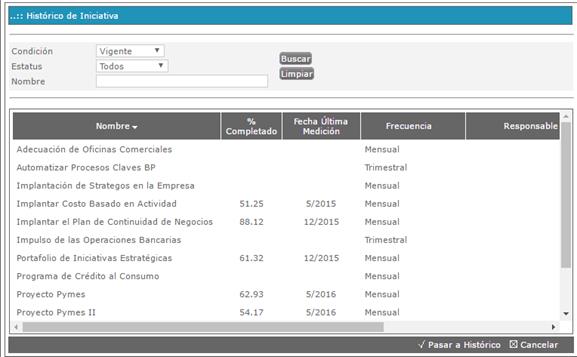 ..:: Histórico de Iniciativa
Condición Vigente
Buscar
Estatus Todos
Limpiar
Nombre
Nombre % Completado Fecha Última Medición Frecuencia Responsable
Adecuación de Oficinas Comerciales Mensual
Automatizar Procesos Claves BP Trimestral
Implantación de Strategos en la Empresa Mensual
Implantar Costo Basado en Actividad 51.25 5/2015 Mensual
Implantar el Plan de Continuidad de Negocios 88.12 12/2015 Mensual
Impulso de las Operaciones Bancarias Trimestral
Portafolio de Iniciativas Estratégicas 61.32 12/2015 Mensual
Programa de Crédito al Consumo Mensual
Proyecto Pymes 62.93 5/2016 Mensual
Proyecto Pymes II 54.17 5/2016 Mensual
√ Pasar a Histórico ☒ Cancelar